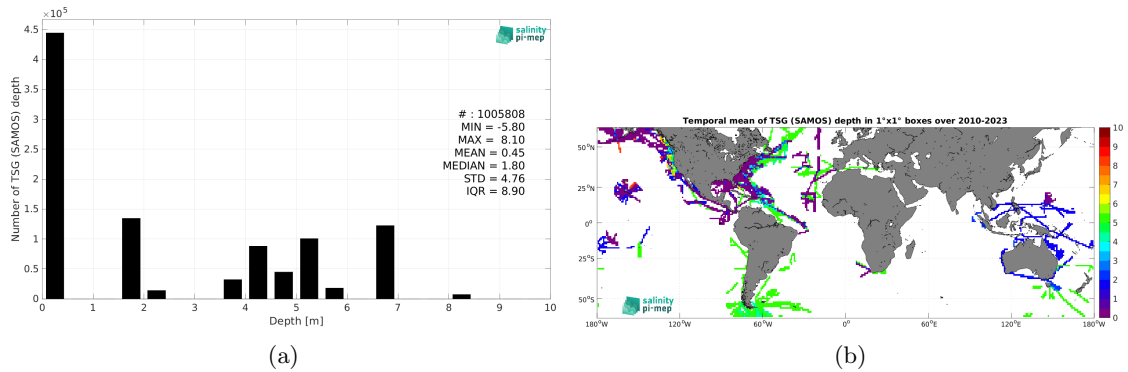 ×10⁵
4.5
4
3.5
3
2.5
2
1.5
1
0.5
0
0 1 2 3 4 5 6 7 8 9 10
Number of TSG (SAMOS) depth
Depth [m]
salinity
pi-mep
# : 1005808
MIN = -5.80
MAX = 8.10
MEAN = 0.45
MEDIAN = 1.80
STD = 4.76
IQR = 8.90
(a)
Temporal mean of TSG (SAMOS) depth in 1°x1° boxes over 2010-2023
50°N
25°N
0°
25°S
50°S
180°W 120°W 60°W 0°E 60°E 120°E 180°W
salinity
pi-mep
10
9
8
7
6
5
4
3
2
1
0
(b)